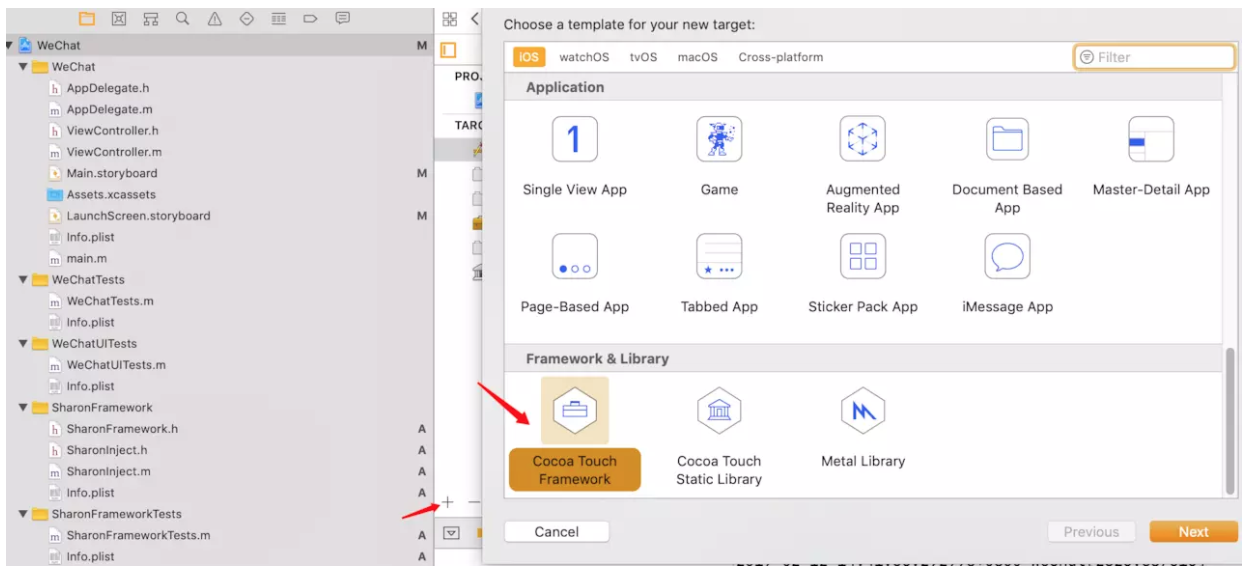 WeChat M
WeChat
AppDelegate.h
AppDelegate.m
ViewController.h
ViewController.m
Main.storyboard M
Assets.xcassets
LaunchScreen.storyboard M
Info.plist
main.m
WeChatTests
WeChatTests.m
Info.plist
WeChatUITests
WeChatUITests.m
Info.plist
SharonFramework
SharonFramework.h A
SharonInject.h A
SharonInject.m A
Info.plist A
SharonFrameworkTests
SharonFrameworkTests.m A
Info.plist A
PRO
TARG
Choose a template for your new target:
iOS watchOS tvOS macOS Cross-platform Filter
Application
1
Single View App Game Augmented Document Based Master-Detail App
Reality App App
Page-Based App Tabbed App Sticker Pack App iMessage App
Framework & Library
Cocoa Touch Cocoa Touch Metal Library
Framework Static Library
Cancel Previous Next